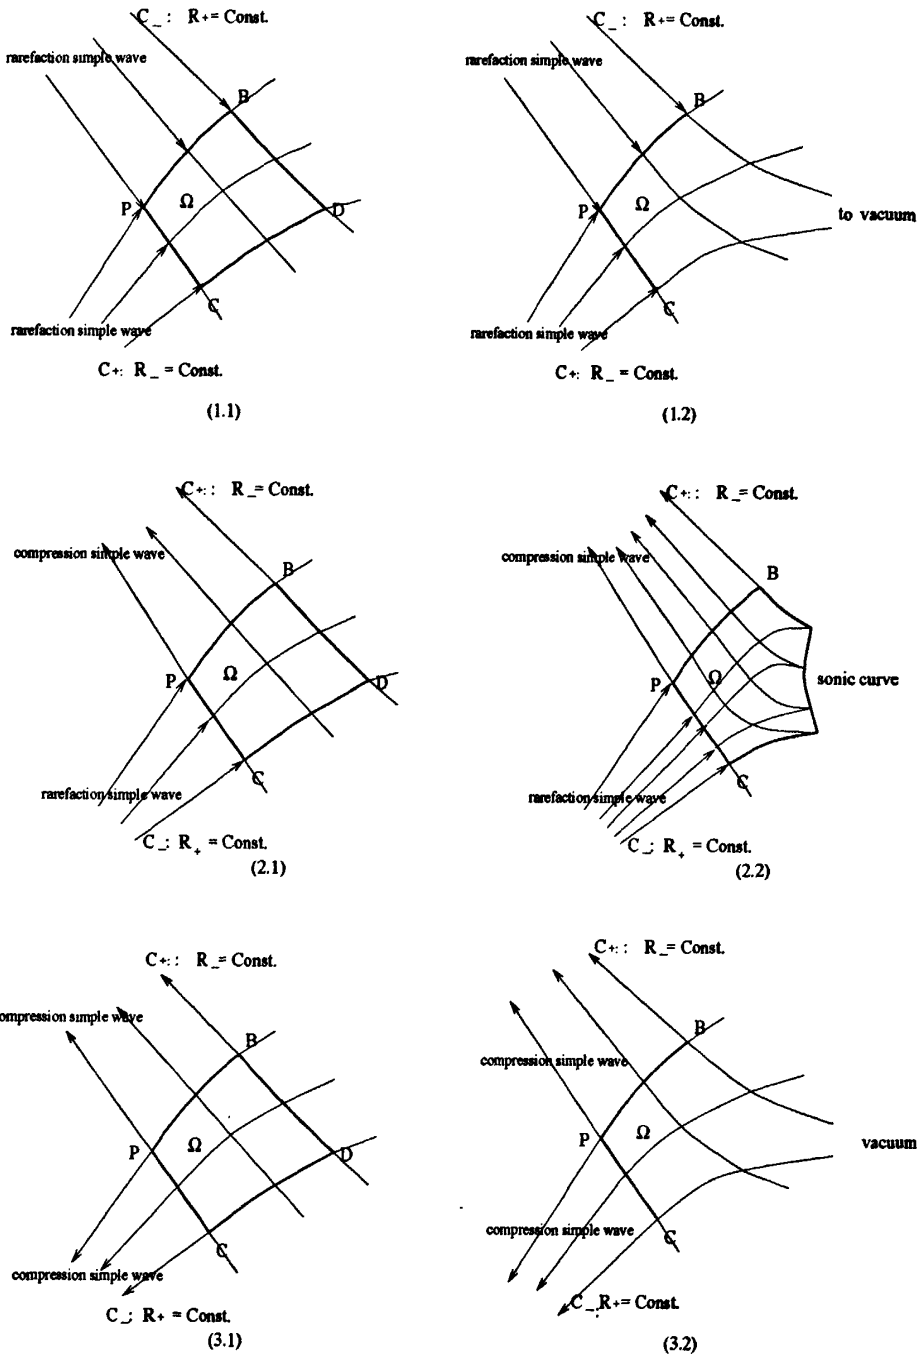 C_ : R+= Const.
rarefaction simple wave
B
P
Ω
D
C
rarefaction simple wave
C+: R_ = Const.
(1.1)
C_ : R+= Const.
rarefaction simple wave
B
P
Ω
to vacuum
C
rarefaction simple wave
C+: R_ = Const.
(1.2)
C+: : R_= Const.
compression simple wave
B
P
Ω
D
C
rarefaction simple wave
C_: R+ = Const.
(2.1)
C+: : R_= Const.
compression simple wave
B
P
Ω
sonic curve
C
rarefaction simple wave
C_: R+ = Const.
(2.2)
C+: : R_= Const.
ompression simple wave
B
P
Ω
D
C
compression simple wave
C_: R+ = Const.
(3.1)
C+: : R_= Const.
B
compression simple wave
P
Ω
vacuum
C
compression simple wave
C_: R+= Const.
(3.2)